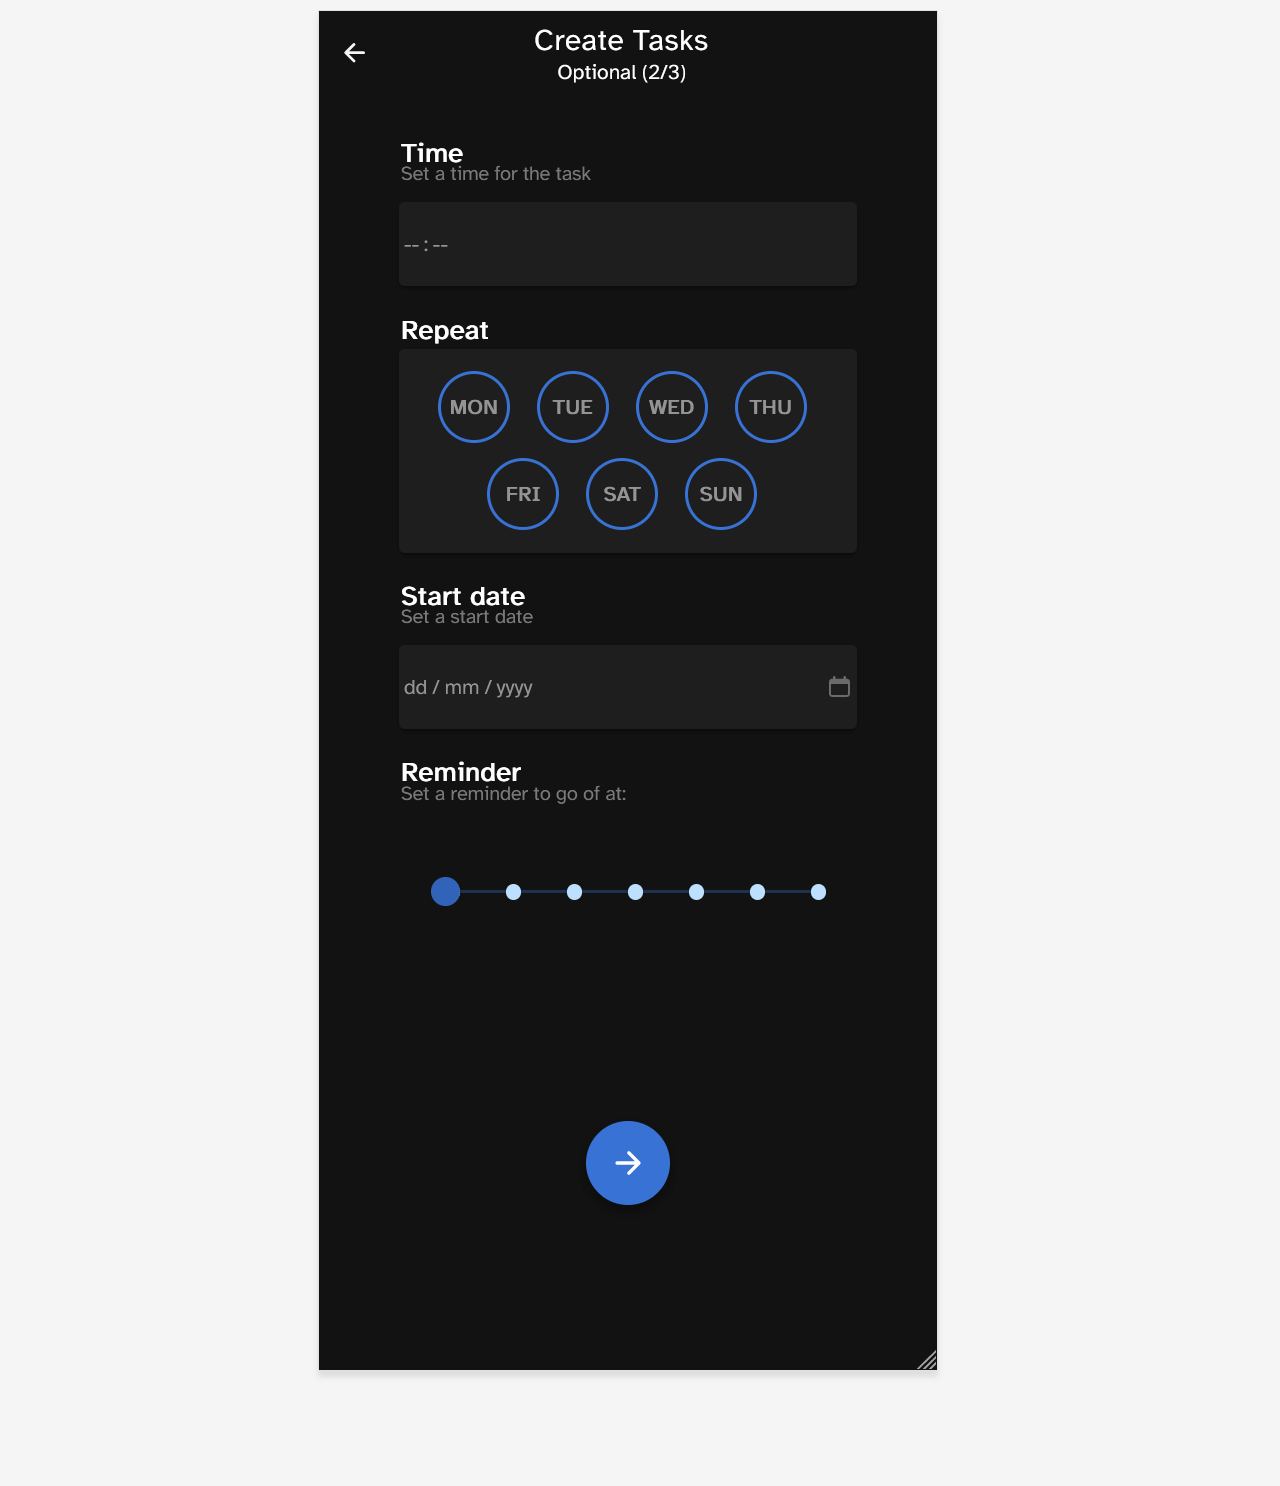 Create Tasks
Optional (2/3)
Time
Set a time for the task
--:--
Repeat
MON TUE WED THU
FRI SAT SUN
Start date
Set a start date
dd / mm / yyyy
Reminder
Set a reminder to go of at: